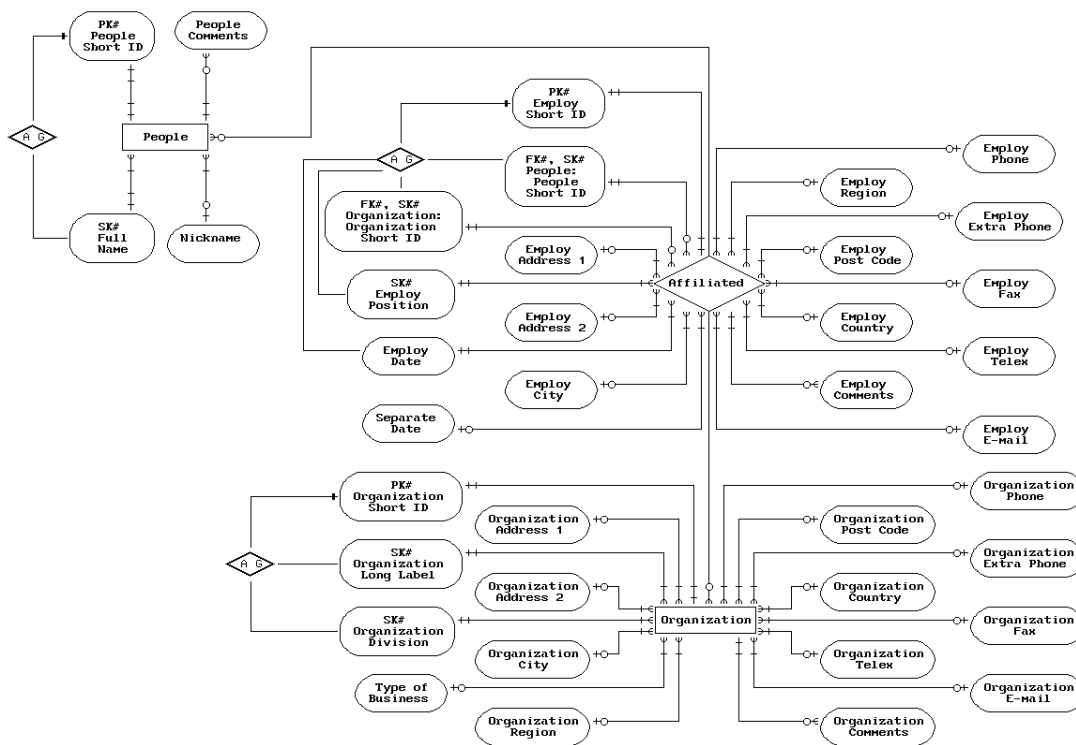 PK#
People
Short ID
People
Comments
A G
People
SK#
Full
Name
Nickname
PK#
Employ
Short ID
A G
FK#, SK#
People:
People
Short ID
FK#, SK#
Organization:
Organization
Short ID
SK#
Employ
Position
Employ
Date
Separate
Date
Employ
Address 1
Employ
Address 2
Employ
City
Affiliated
Employ
Region
Employ
Post Code
Employ
Country
Employ
Comments
Employ
Phone
Employ
Extra Phone
Employ
Fax
Employ
Telex
Employ
E-mail
PK#
Organization
Short ID
A G
SK#
Organization
Long Label
SK#
Organization
Division
Type of
Business
Organization
Address 1
Organization
Address 2
Organization
City
Organization
Region
Organization
Organization
Post Code
Organization
Country
Organization
Telex
Organization
Comments
Organization
Phone
Organization
Extra Phone
Organization
Fax
Organization
E-mail